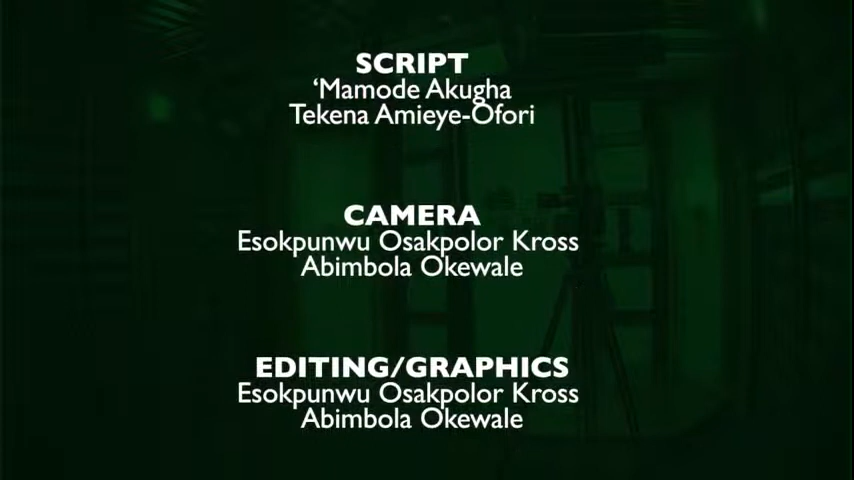 SCRIPT
‘Mamode Akugha
Tekena Amieye-Ofori
CAMERA
Esokpunwu Osakpolor Kross
Abimbola Okewale
EDITING/GRAPHICS
Esokpunwu Osakpolor Kross
Abimbola Okewale